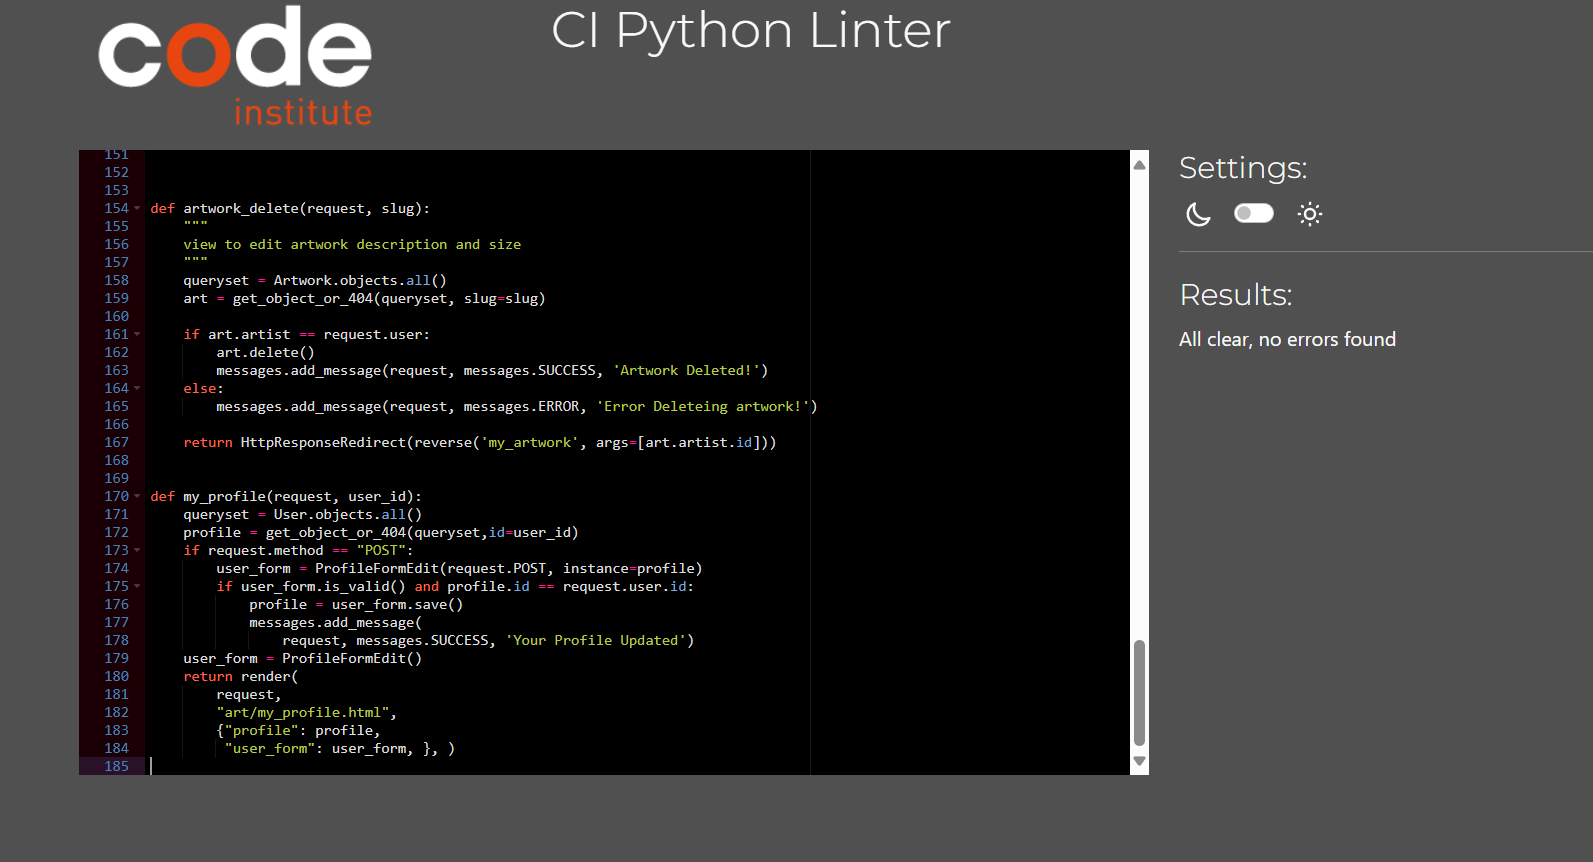 code
institute
CI Python Linter
151
152
153
154 def artwork_delete(request, slug):
155 """
156 view to edit artwork description and size
157 """
158 queryset = Artwork.objects.all()
159 art = get_object_or_404(queryset, slug=slug)
160
161 if art.artist == request.user:
162 art.delete()
163 messages.add_message(request, messages.SUCCESS, 'Artwork Deleted!')
164 else:
165 messages.add_message(request, messages.ERROR, 'Error Deleteing artwork!')
166
167 return HttpResponseRedirect(reverse('my_artwork', args=[art.artist.id]))
168
169
170 def my_profile(request, user_id):
171 queryset = User.objects.all()
172 profile = get_object_or_404(queryset,id=user_id)
173 if request.method == "POST":
174 user_form = ProfileFormEdit(request.POST, instance=profile)
175 if user_form.is_valid() and profile.id == request.user.id:
176 profile = user_form.save()
177 messages.add_message(
178 request, messages.SUCCESS, 'Your Profile Updated')
179 user_form = ProfileFormEdit()
180 return render(
181 request,
182 "art/my_profile.html",
183 {"profile": profile,
184 "user_form": user_form, }, )
185
Settings:
Results:
All clear, no errors found